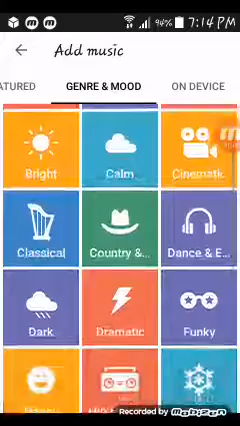 94% 7:14 PM
Add music
ATURED GENRE & MOOD ON DEVICE
Bright Calm Cinematic
Classical Country &... Dance & E...
Dark Dramatic Funky
Recorded by Mobizen